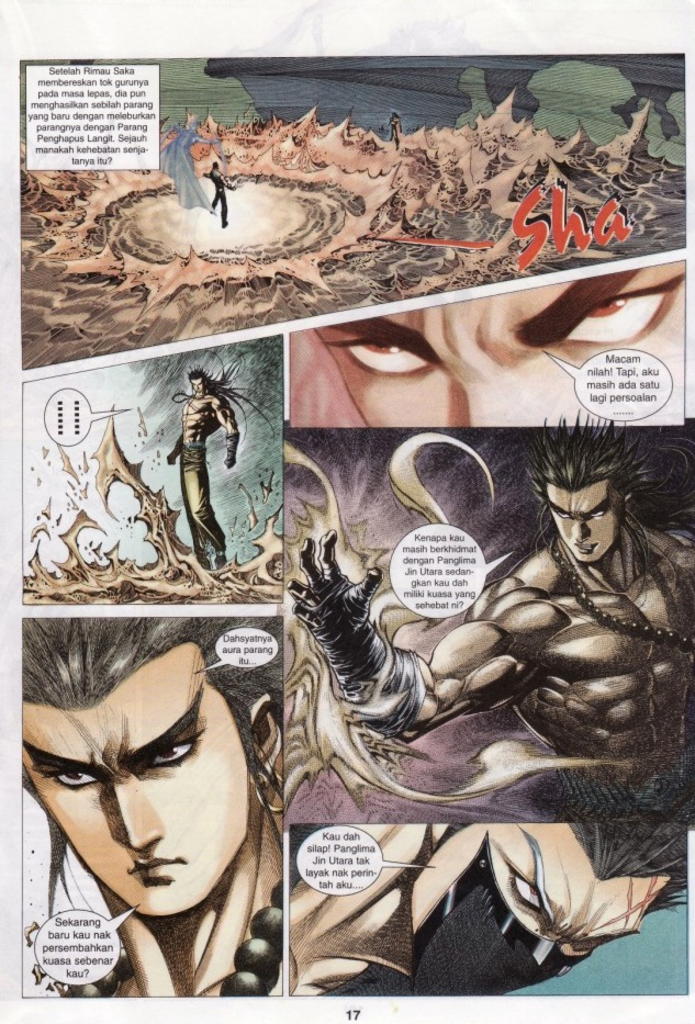 Setelah Rimau Saka
membereskan tok gurunya
pada masa lepas, dia pun
menghasilkan sebilah parang
yang baru dengan meleburkan
parangnya dengan Parang
Penghapus Langit. Sejauh
manakah kehebatan senja-
tanya itu?
Sha
Macam
nilah! Tapi, aku
masih ada satu
lagi persoalan
.......
!!!
Kenapa kau
masih berkhidmat
dengan Panglima
Jin Utara sedan-
gkan kau dah
miliki kuasa yang
sehebat ni?
Dahsyatnya
aura parang
itu...
Sekarang
baru kau nak
persembahkan
kuasa sebenar
kau?
Kau dah
silap! Panglima
Jin Utara tak
layak nak perin-
tah aku....
17